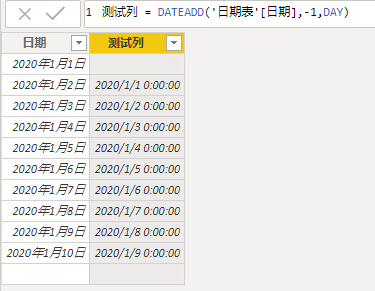 1 测试列 = DATEADD('日期表'[日期],-1,DAY)
日期 测试列
2020年1月1日
2020年1月2日 2020/1/1 0:00:00
2020年1月3日 2020/1/2 0:00:00
2020年1月4日 2020/1/3 0:00:00
2020年1月5日 2020/1/4 0:00:00
2020年1月6日 2020/1/5 0:00:00
2020年1月7日 2020/1/6 0:00:00
2020年1月8日 2020/1/7 0:00:00
2020年1月9日 2020/1/8 0:00:00
2020年1月10日 2020/1/9 0:00:00